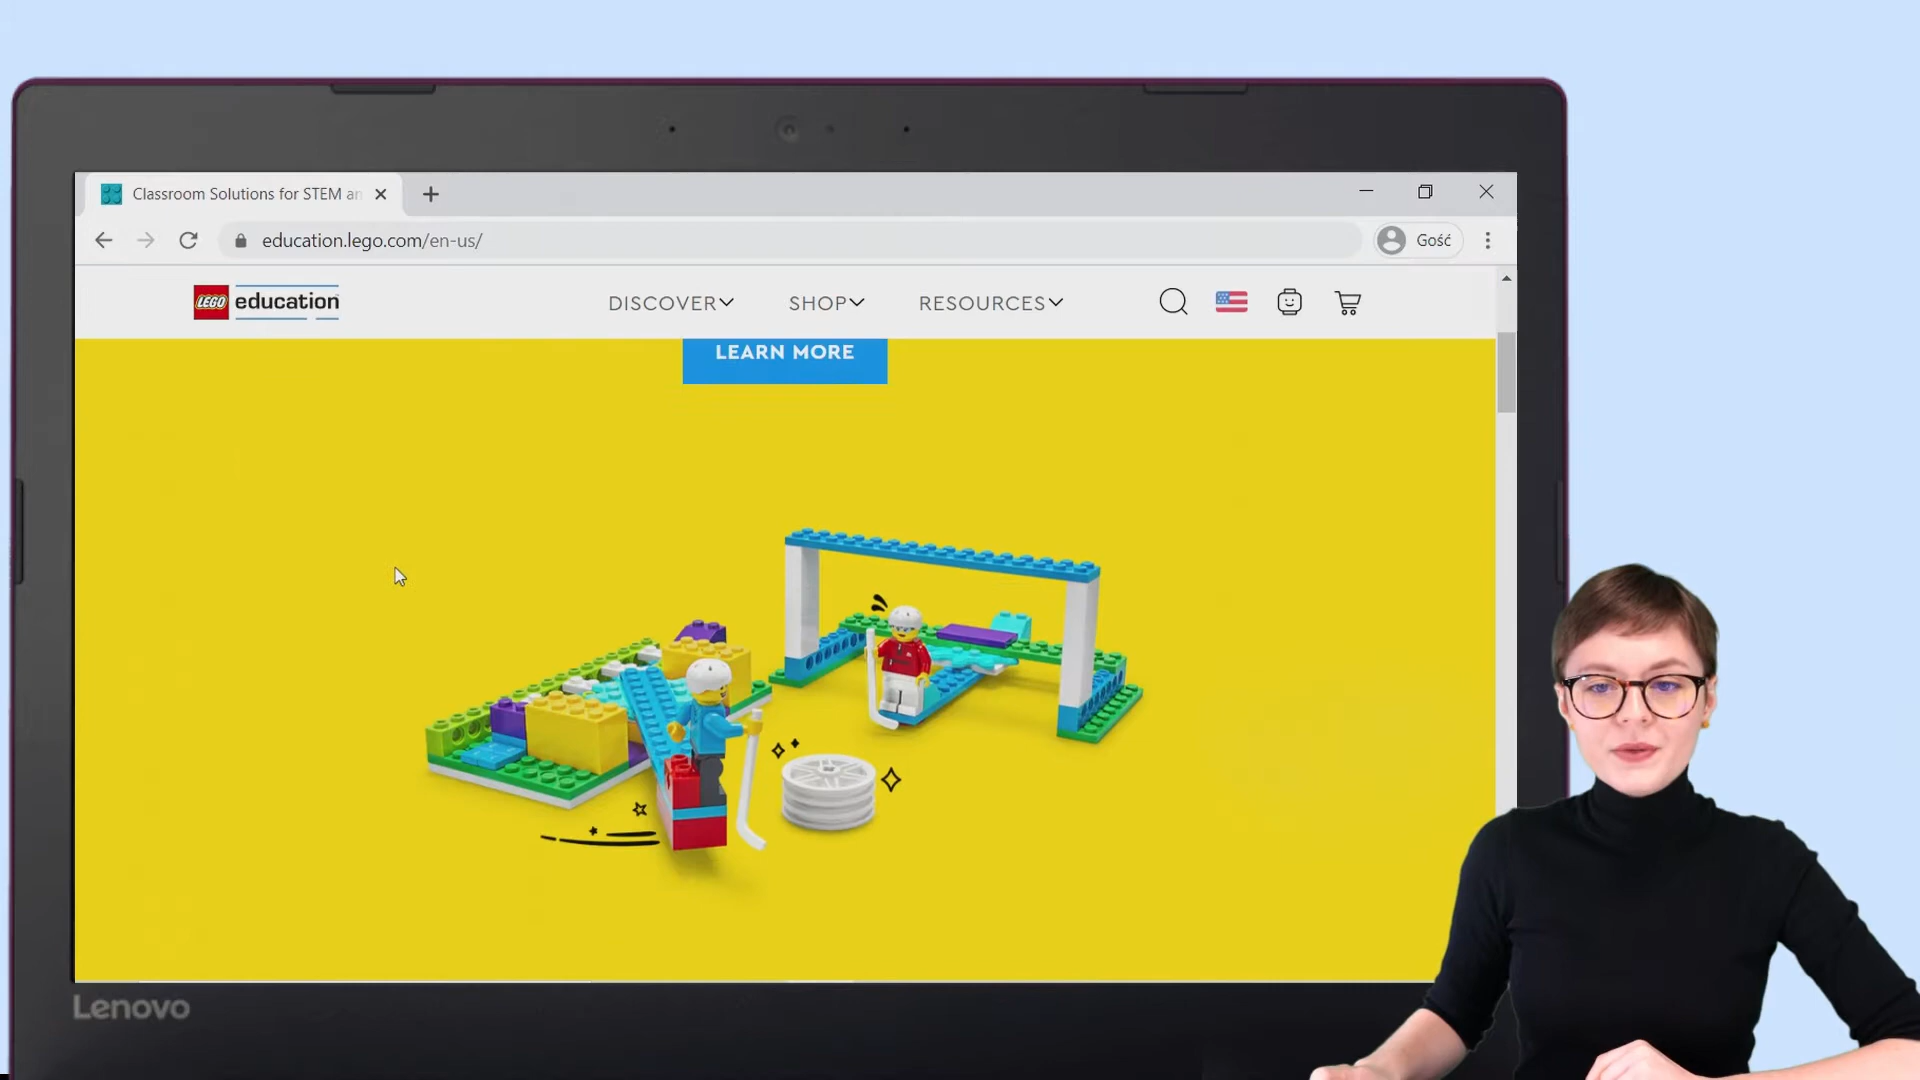 Classroom Solutions for STEM an
education.lego.com/en-us/
Gość
LEGO education
DISCOVER
SHOP
RESOURCES
LEARN MORE
Lenovo